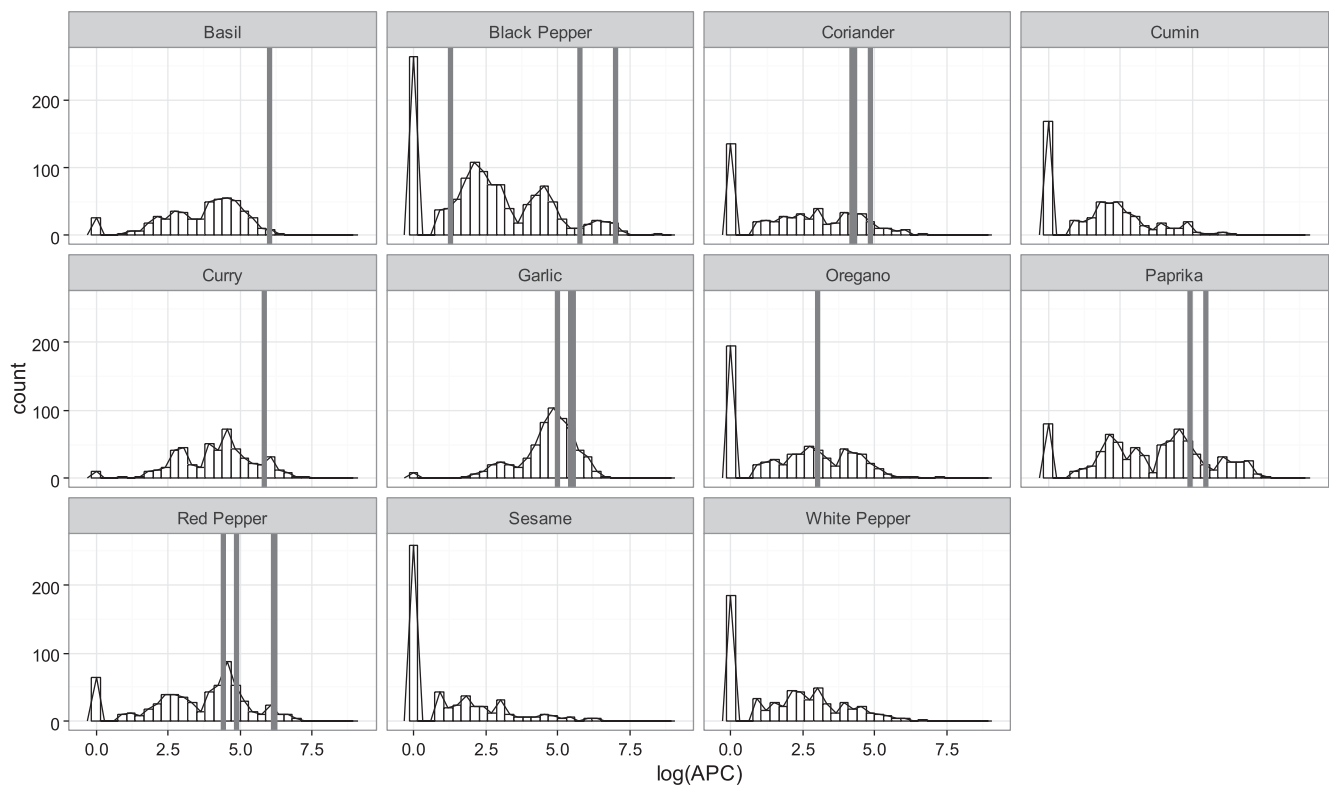 Basil Black Pepper Coriander Cumin
200
100
0
Curry Garlic Oregano Paprika
200
100
0
count
Red Pepper Sesame White Pepper
200
100
0
0.0 2.5 5.0 7.5 0.0 2.5 5.0 7.5 0.0 2.5 5.0 7.5
log(APC)